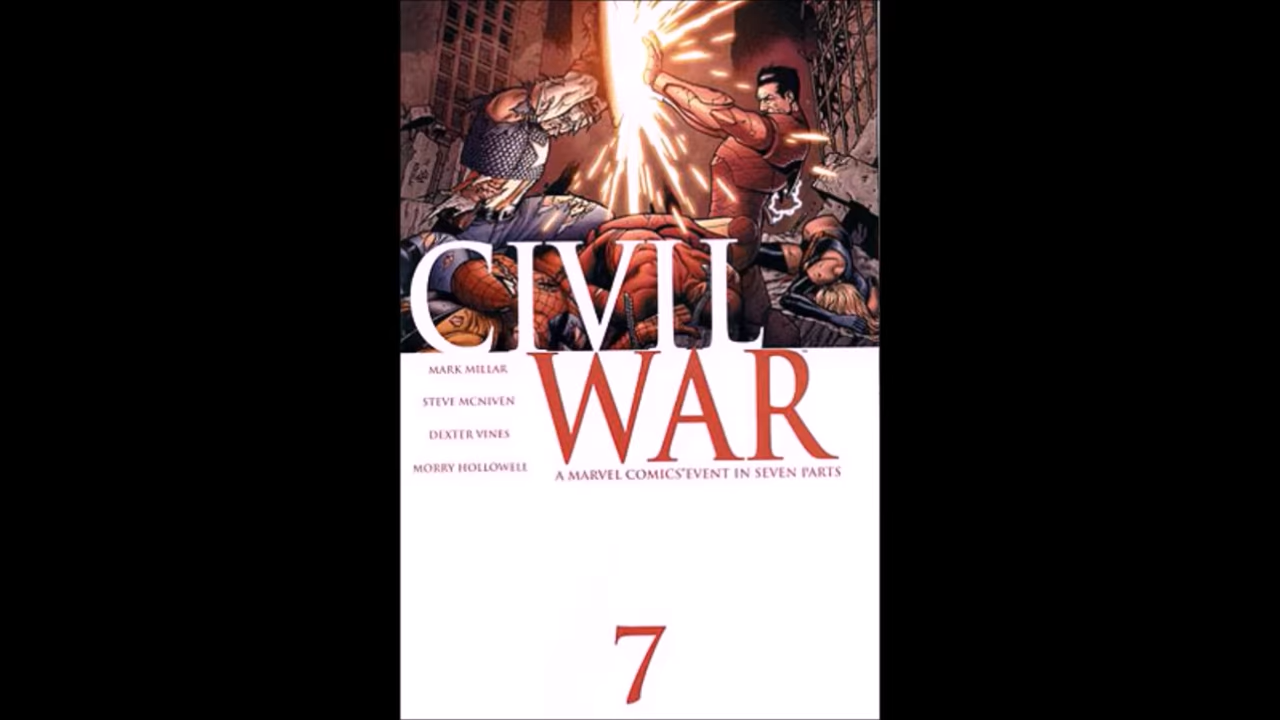 CIVIL
WAR
MARK MILLAR
STEVE MCNIVEN
DEXTER VINES
MORRY HOLLOWELL
A MARVEL COMICS EVENT IN SEVEN PARTS
7